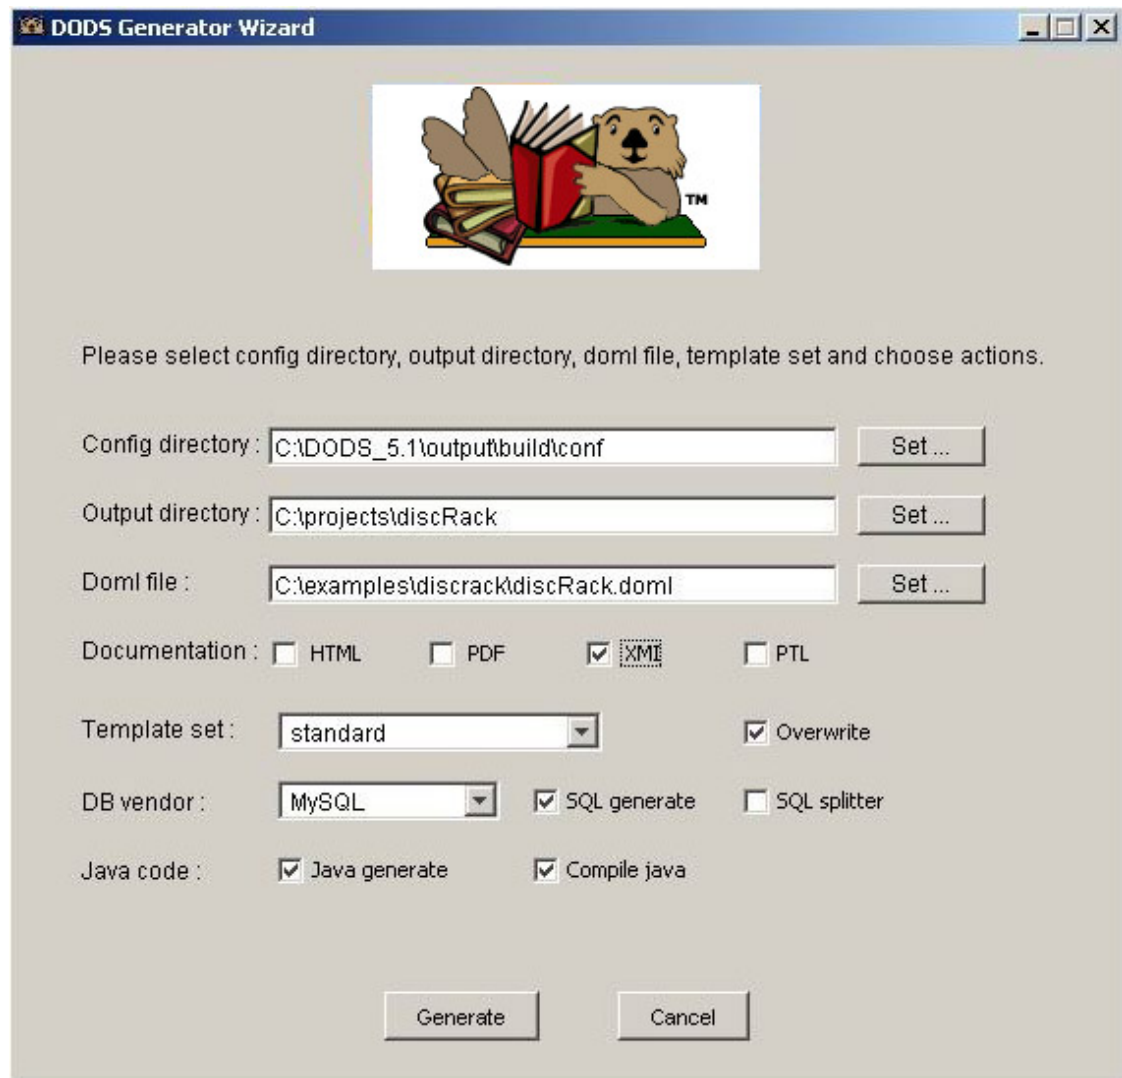 DODS Generator Wizard
TM
Please select config directory, output directory, doml file, template set and choose actions.
Config directory : C:\DODS_5.1\output\build\conf Set ...
Output directory : C:\projects\discRack Set ...
Doml file : C:\examples\discrack\discRack.doml Set ...
Documentation : HTML PDF XMI PTL
Template set : standard Overwrite
DB vendor : MySQL SQL generate SQL splitter
Java code : Java generate Compile java
Generate Cancel